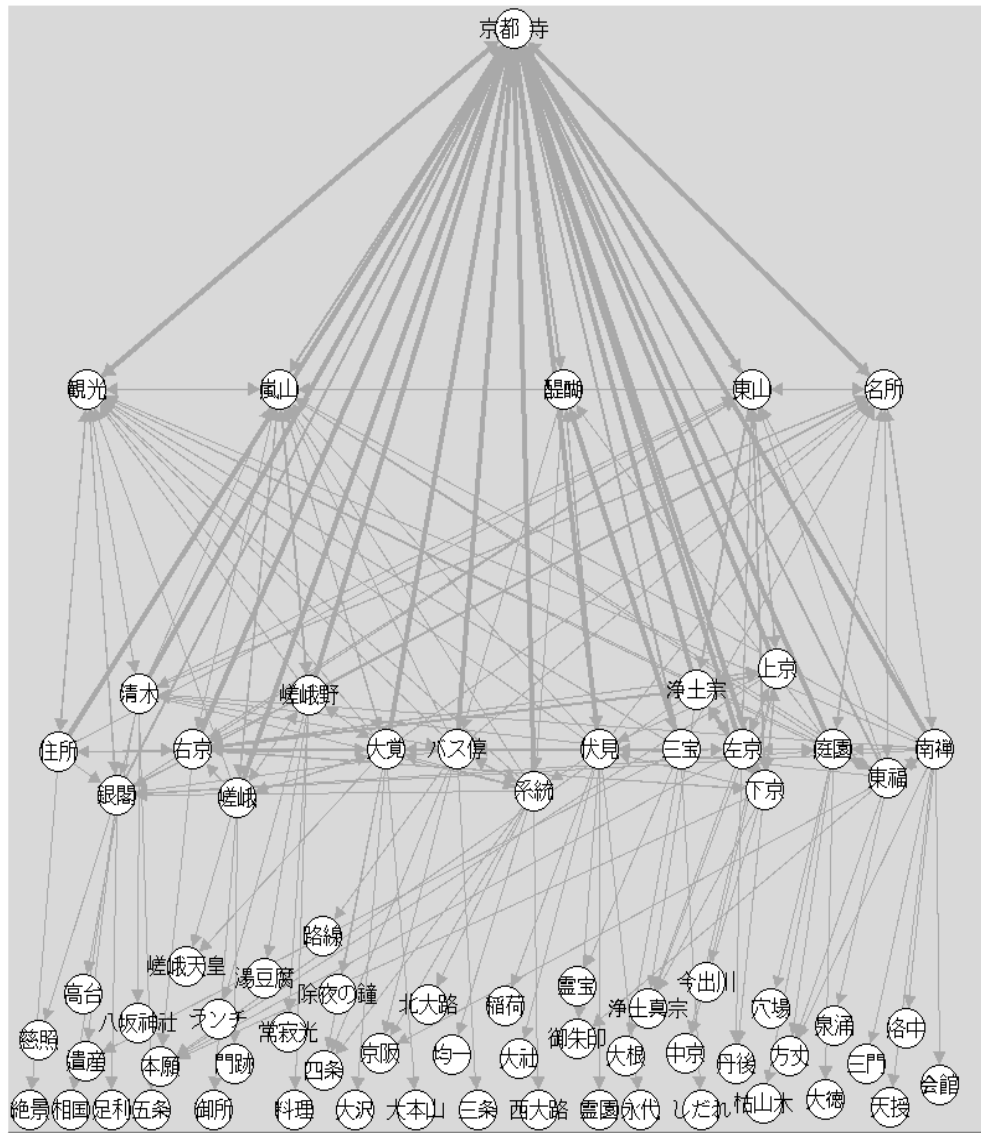 京都 寺
観光
嵐山
醍醐
東山
名所
上京
清水
嵯峨野
浄土宗
住所
右京
大覚
バス停
伏見
三宝
左京
庭園
南禅
銀閣
嵯峨
系統
下京
東福
路線
嵯峨天皇
湯豆腐
高台
除夜の鐘
北大路
稲荷
霊宝
浄土真宗
今出川
穴場
八坂神社
ランチ
常寂光
泉涌
洛中
慈照
遺産
本願
門跡
四条
京阪
均一
大社
御朱印
大根
中京
丹後
方丈
三門
会館
絶景
相国
足利
五条
御所
料理
大沢
大本山
三条
西大路
霊園
永代
しだれ
枯山水
大徳
天授